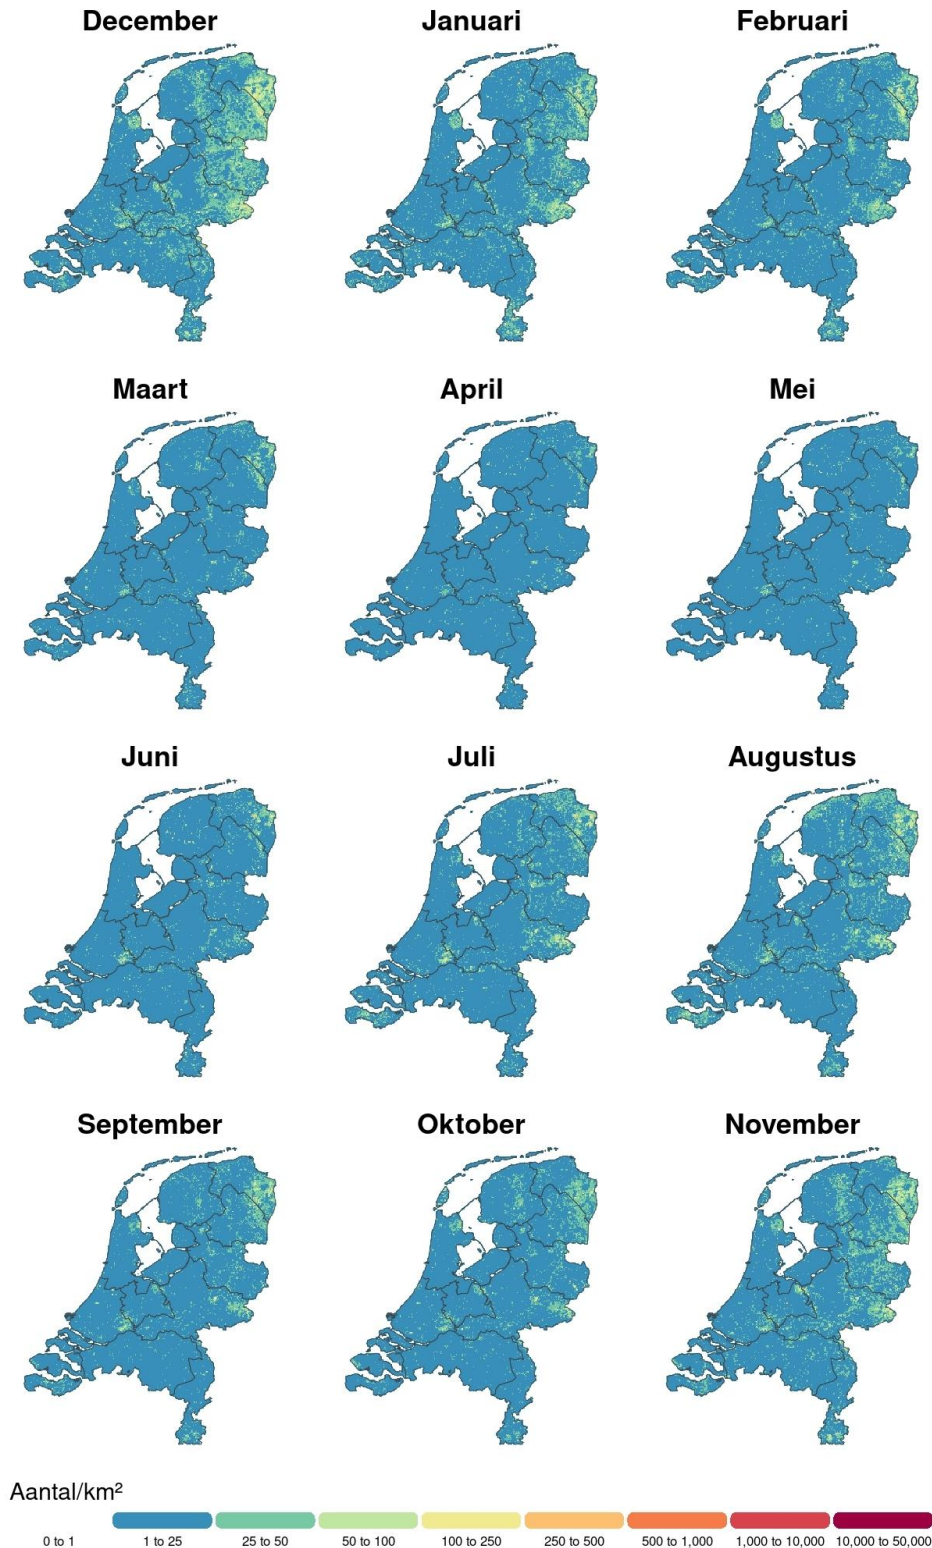 December Januari Februari
Maart April Mei
Juni Juli Augustus
September Oktober November
Aantal/km²
0 to 1 1 to 25 25 to 50 50 to 100 100 to 250 250 to 500 500 to 1,000 1,000 to 10,000 10,000 to 50,000